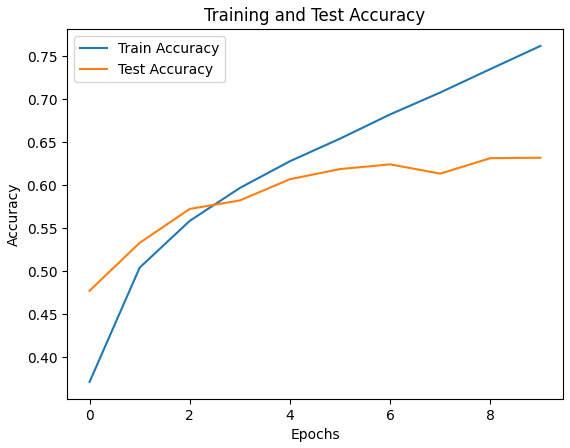 Training and Test Accuracy
Train Accuracy
Test Accuracy
0.75
0.70
0.65
0.60
0.55
0.50
0.45
0.40
Accuracy
0 2 4 6 8
Epochs